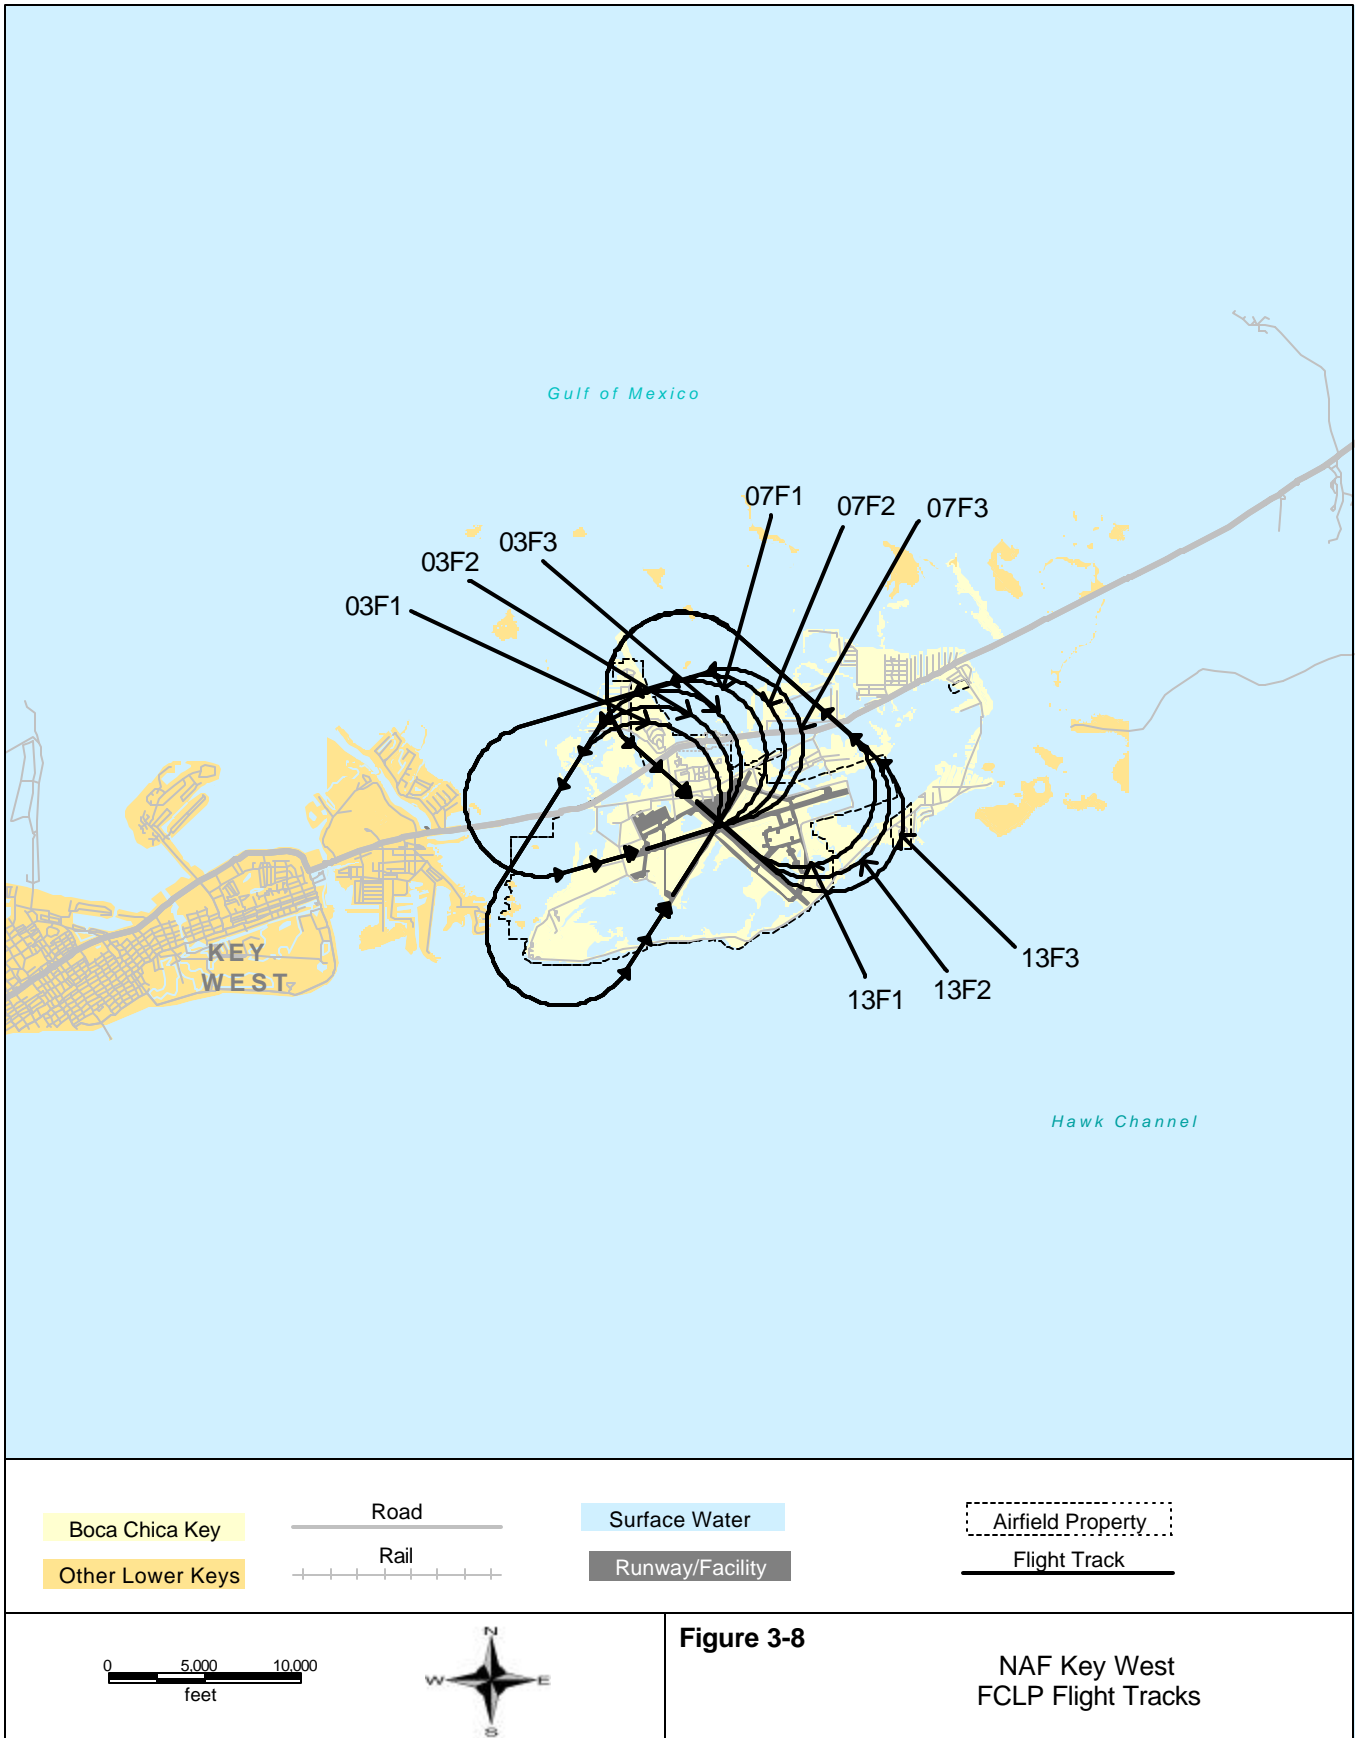 Gulf of Mexico
07F1
07F2
07F3
03F3
03F2
03F1
KEY
WEST
13F3
13F2
13F1
Hawk Channel
Boca Chica Key
Road
Surface Water
Airfield Property
Other Lower Keys
Rail
Runway/Facility
Flight Track
0 5,000 10,000
feet
N
W E
S
Figure 3-8
NAF Key West
FCLP Flight Tracks